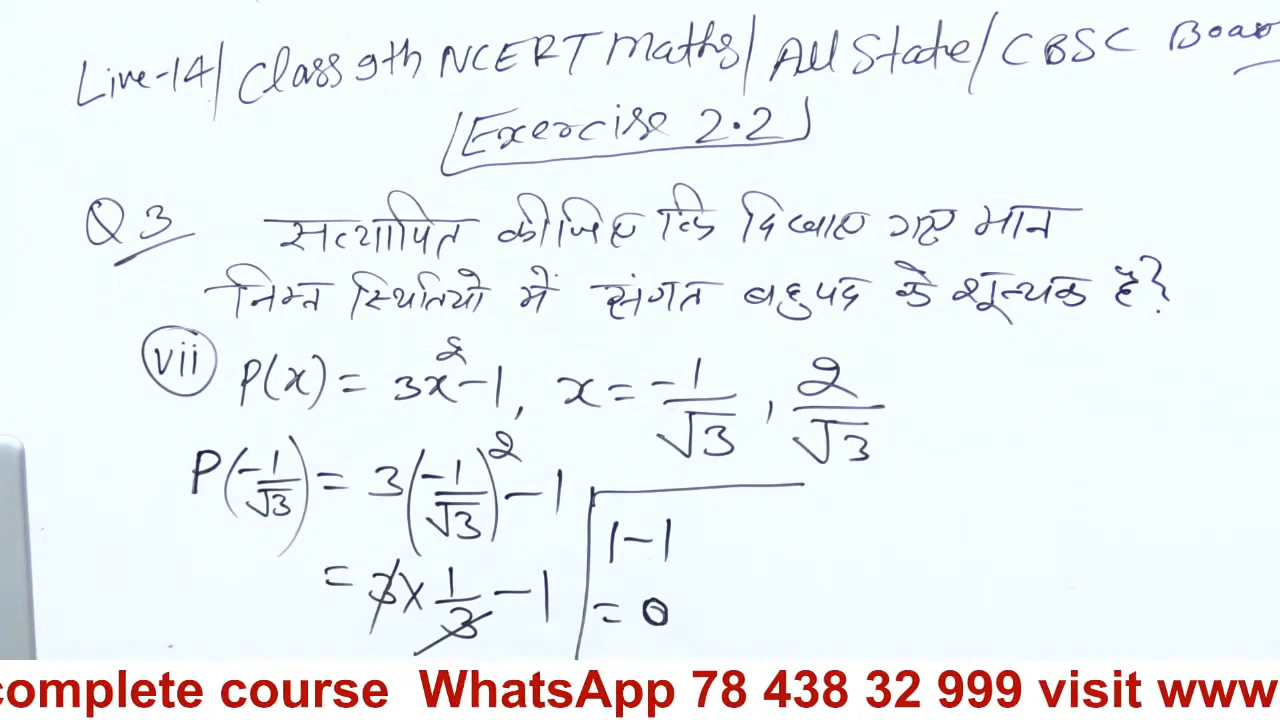 Live-14/ Class 9th NCERT Maths/ All State/ CBSC Boar
Exercise 2.2
Q 3 सत्यापित कीजिए कि दिखाए गए मान
निम्न स्थितियों में संगत बहुपद के शून्यक है?
(vii) P(x) = 3x² - 1, x = -1/√3, 2/√3
P(-1/√3) = 3(-1/√3)² - 1
= 3 × 1/3 - 1
1 - 1
= 0
complete course WhatsApp 78 438 32 999 visit www